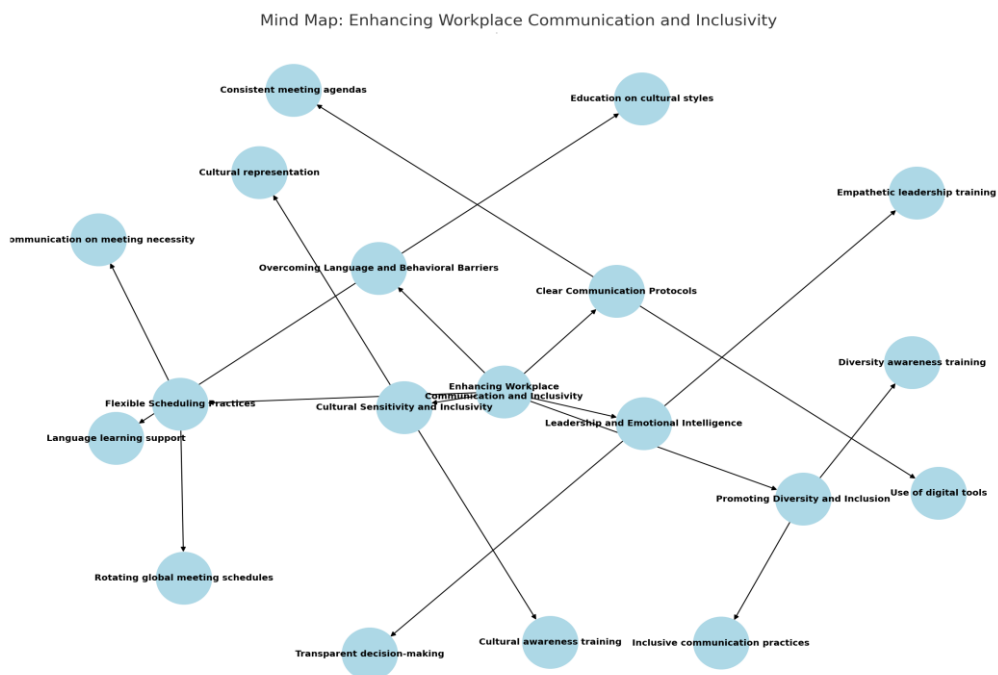 Mind Map: Enhancing Workplace Communication and Inclusivity
Consistent meeting agendas
Education on cultural styles
Cultural representation
Empathetic leadership training
ommunication on meeting necessity
Overcoming Language and Behavioral Barriers
Clear Communication Protocols
Diversity awareness training
Enhancing Workplace
Communication and Inclusivity
Flexible Scheduling Practices
Cultural Sensitivity and Inclusivity
Leadership and Emotional Intelligence
Language learning support
Promoting Diversity and Inclusion
Use of digital tools
Rotating global meeting schedules
Transparent decision-making
Cultural awareness training
Inclusive communication practices